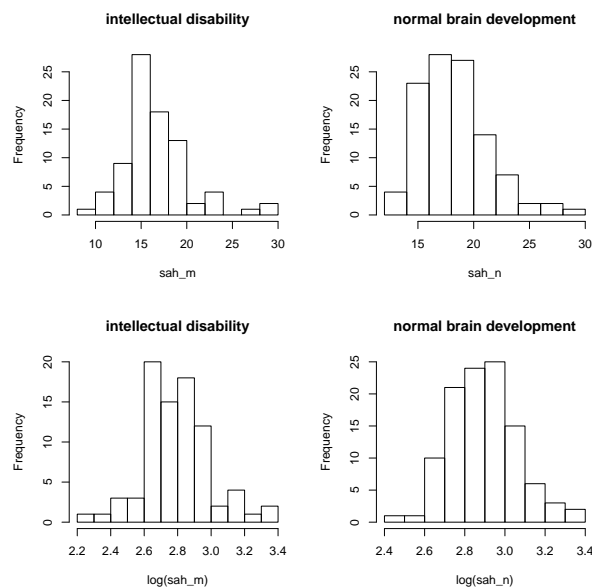 intellectual disability
Frequency
0 5 10 15 20 25
10 15 20 25 30
sah_m
normal brain development
Frequency
0 5 10 15 20 25
15 20 25 30
sah_n
intellectual disability
Frequency
0 5 10 15 20
2.2 2.4 2.6 2.8 3.0 3.2 3.4
log(sah_m)
normal brain development
Frequency
0 5 10 15 20 25
2.4 2.6 2.8 3.0 3.2 3.4
log(sah_n)